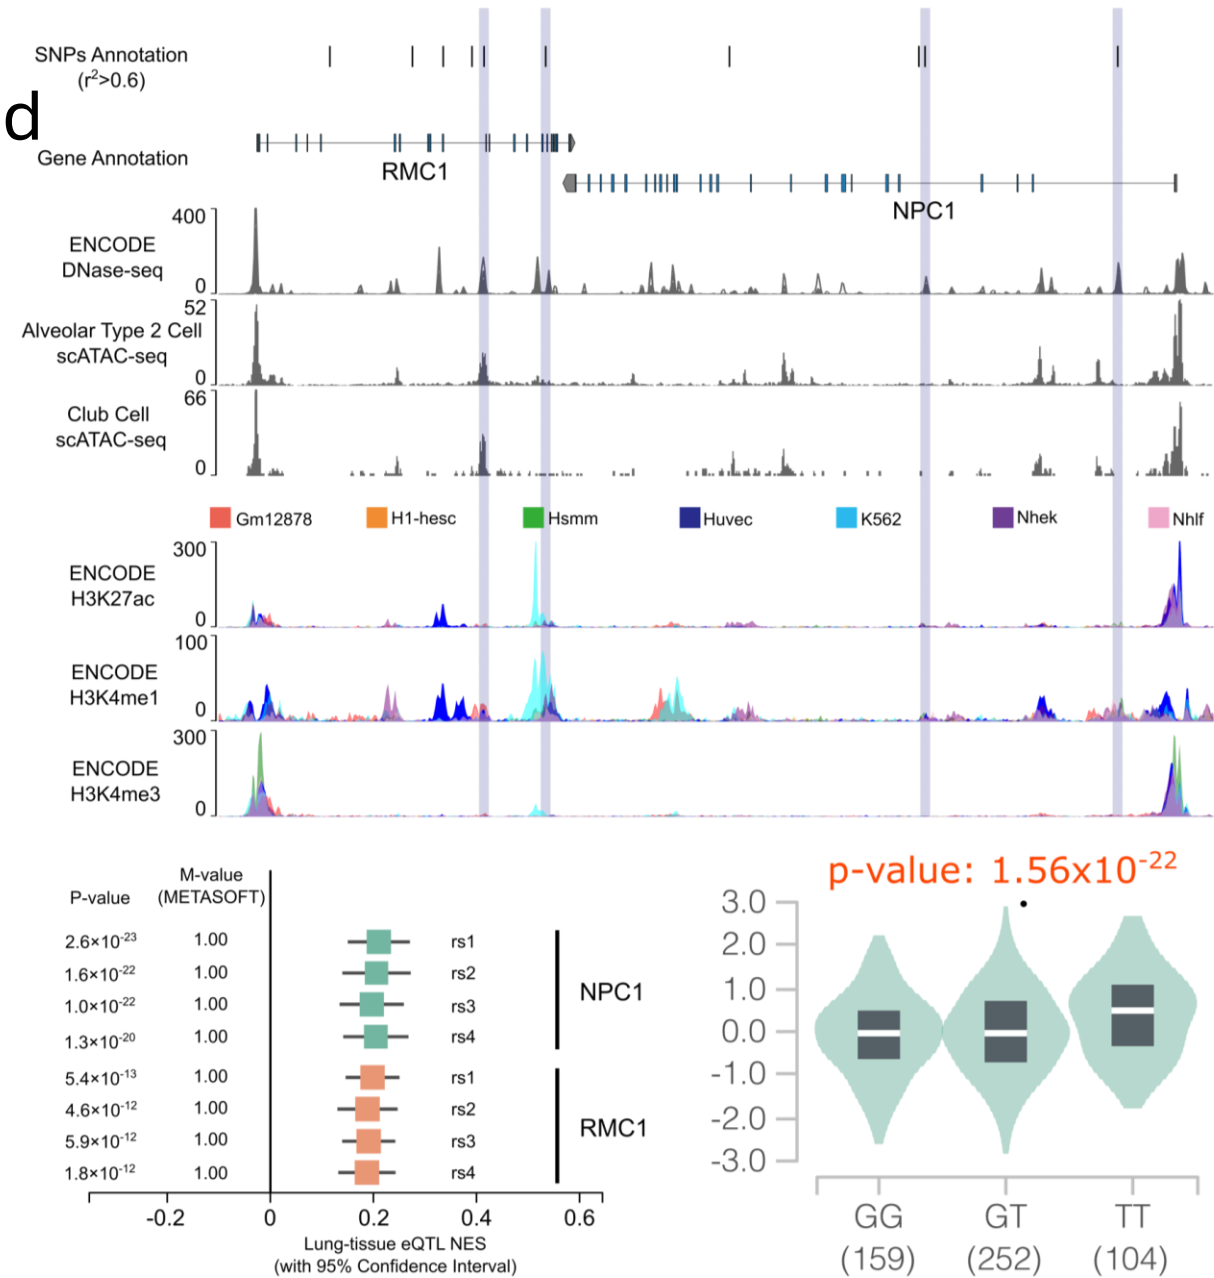 SNPs Annotation
(r²>0.6)
d
Gene Annotation
RMC1
NPC1
400
ENCODE
DNase-seq
0
52
Alveolar Type 2 Cell
scATAC-seq
0
66
Club Cell
scATAC-seq
0
Gm12878 H1-hesc Hsmm Huvec K562 Nhek Nhlf
300
ENCODE
H3K27ac
0
100
ENCODE
H3K4me1
0
300
ENCODE
H3K4me3
0
P-value
M-value
(METASOFT)
2.6×10⁻²³ 1.00 rs1
1.6×10⁻²² 1.00 rs2
NPC1
1.0×10⁻²² 1.00 rs3
1.3×10⁻²⁰ 1.00 rs4
5.4×10⁻¹³ 1.00 rs1
4.6×10⁻¹² 1.00 rs2
RMC1
5.9×10⁻¹² 1.00 rs3
1.8×10⁻¹² 1.00 rs4
-0.2 0 0.2 0.4 0.6
Lung-tissue eQTL NES
(with 95% Confidence Interval)
p-value: 1.56x10⁻²²
3.0
2.0
1.0
0.0
-1.0
-2.0
-3.0
GG GT TT
(159) (252) (104)